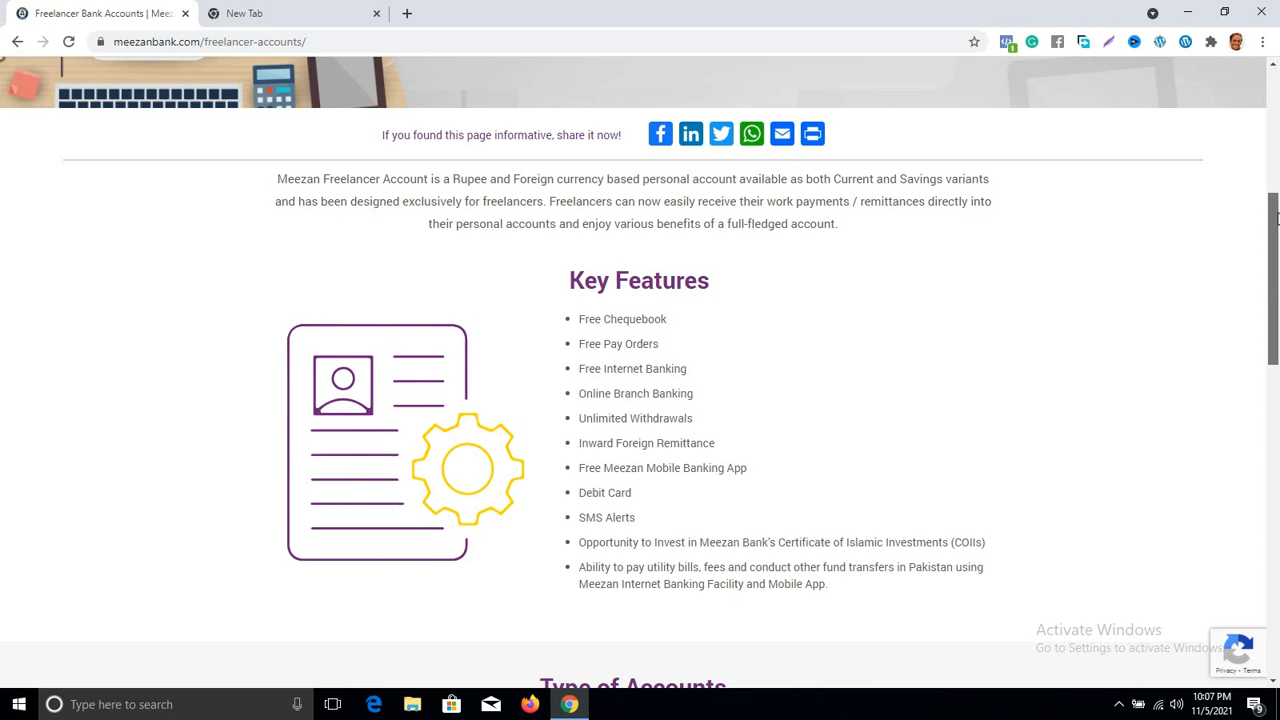 Freelancer Bank Accounts | Mee
New Tab
meezanbank.com/freelancer-accounts/
1
If you found this page informative, share it now!
Meezan Freelancer Account is a Rupee and Foreign currency based personal account available as both Current and Savings variants
and has been designed exclusively for freelancers. Freelancers can now easily receive their work payments / remittances directly into
their personal accounts and enjoy various benefits of a full-fledged account.
Key Features
Free Chequebook
Free Pay Orders
Free Internet Banking
Online Branch Banking
Unlimited Withdrawals
Inward Foreign Remittance
Free Meezan Mobile Banking App
Debit Card
SMS Alerts
Opportunity to Invest in Meezan Bank's Certificate of Islamic Investments (COIIs)
Ability to pay utility bills, fees and conduct other fund transfers in Pakistan using
Meezan Internet Banking Facility and Mobile App.
Activate Windows
Go to Settings to activate Windows.
Privacy - Terms
Type of Accounts
Type here to search
10:07 PM
11/5/2021
9